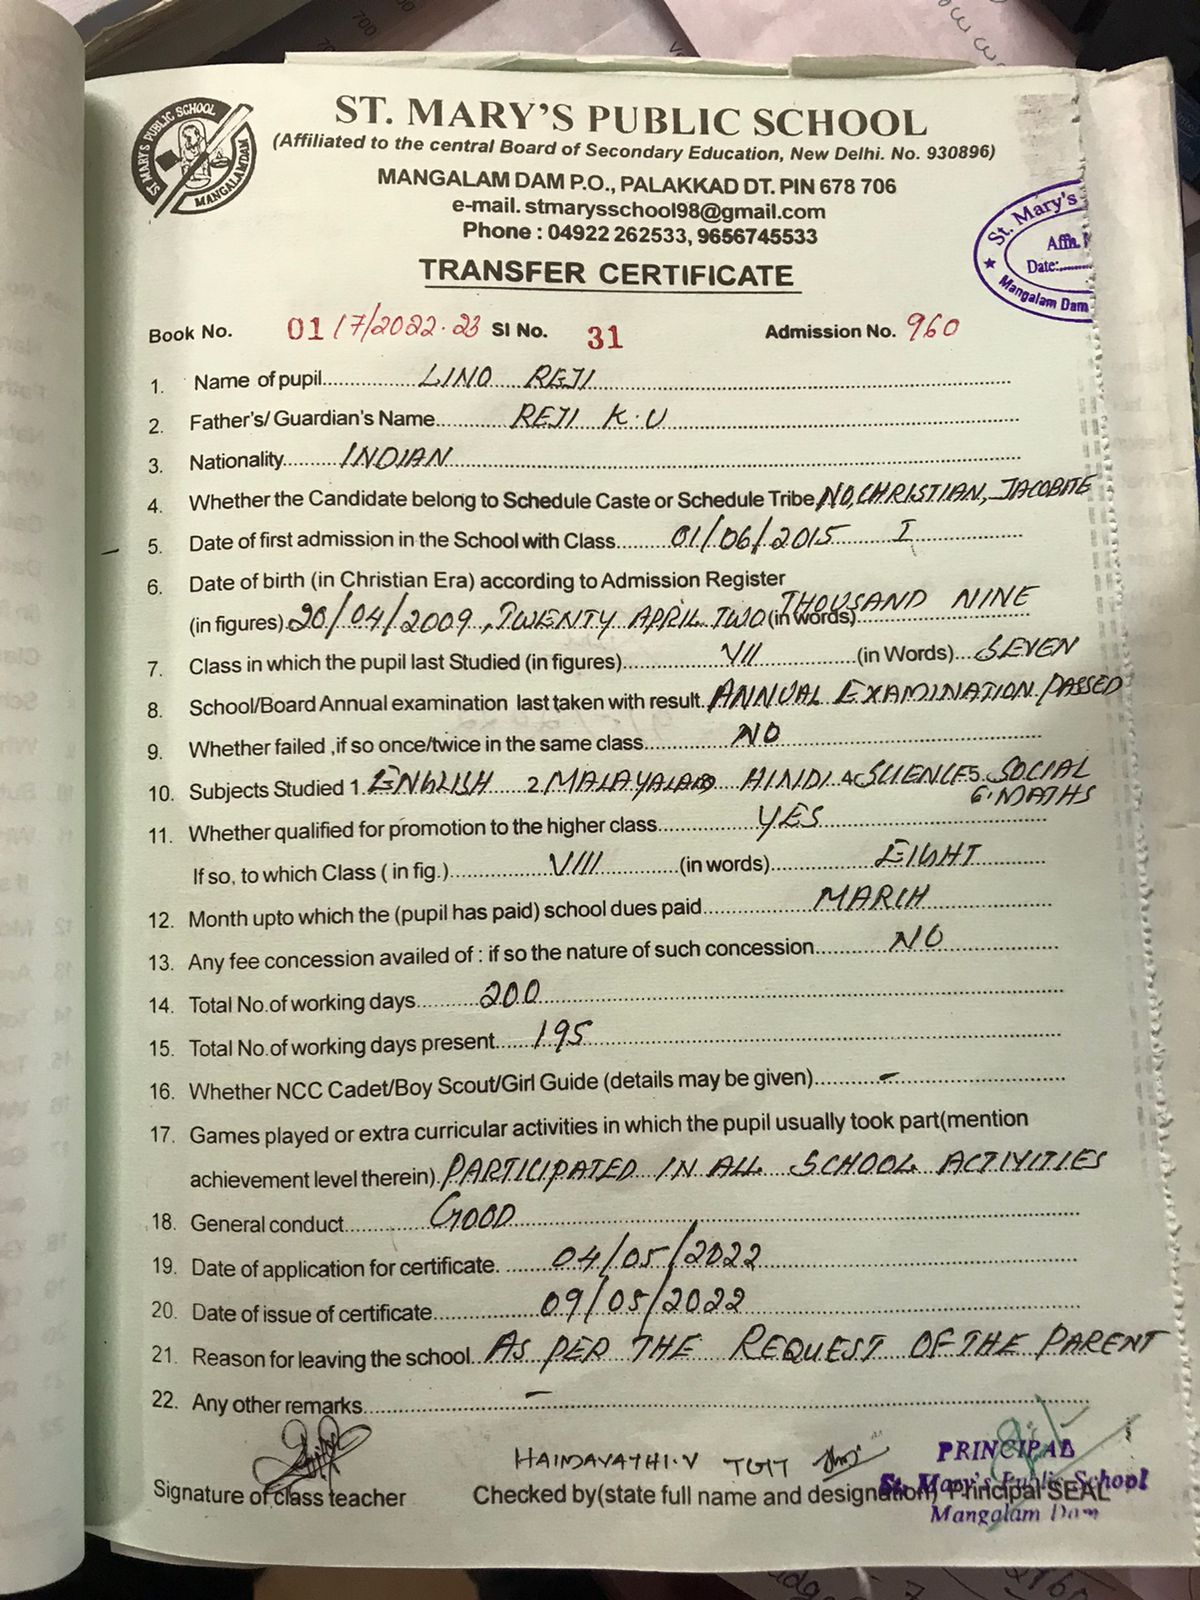 ST. MARY'S PUBLIC SCHOOL
MANGALAMDAM
ST. MARY'S PUBLIC SCHOOL
(Affiliated to the central Board of Secondary Education, New Delhi. No. 930896)
MANGALAM DAM P.O., PALAKKAD DT. PIN 678 706
e-mail. stmarysschool98@gmail.com
Phone : 04922 262533, 9656745533
St. Mary's
Affn.
Date:......
Mangalam Dam
TRANSFER CERTIFICATE
Book No. 01/7/2022-23 SI No. 31 Admission No. 960
1. Name of pupil LINO REJI
2. Father's/ Guardian's Name REJI K.U
3. Nationality INDIAN
4. Whether the Candidate belong to Schedule Caste or Schedule Tribe NO, CHRISTIAN, JACOBITE
5. Date of first admission in the School with Class 01/06/2015 I
6. Date of birth (in Christian Era) according to Admission Register
(in figures) 20/04/2009, TWENTY APRIL TWO (in words) THOUSAND NINE
7. Class in which the pupil last Studied (in figures) VII (in Words) SEVEN
8. School/Board Annual examination last taken with result ANNUAL EXAMINATION PASSED
9. Whether failed ,if so once/twice in the same class NO
10. Subjects Studied 1. ENGLISH 2. MALAYALAM HINDI 4. SCIENCE 5. SOCIAL
6. MATHS
11. Whether qualified for promotion to the higher class YES
If so, to which Class ( in fig.) VIII (in words) EIGHT
12. Month upto which the (pupil has paid) school dues paid MARCH
13. Any fee concession availed of : if so the nature of such concession NO
14. Total No.of working days 200
15. Total No.of working days present 195
16. Whether NCC Cadet/Boy Scout/Girl Guide (details may be given) -
17. Games played or extra curricular activities in which the pupil usually took part(mention
achievement level therein) PARTICIPATED IN ALL SCHOOL ACTIVITIES
18. General conduct GOOD
19. Date of application for certificate. 04/05/2022
20. Date of issue of certificate 09/05/2022
21. Reason for leaving the school AS PER THE REQUEST OF THE PARENT
22. Any other remarks -
HAIMAVATHI.V TGT
PRINCIPAL
St. Mary's Public School
Mangalam Dam
Signature of class teacher Checked by(state full name and designation) Principal SEAL